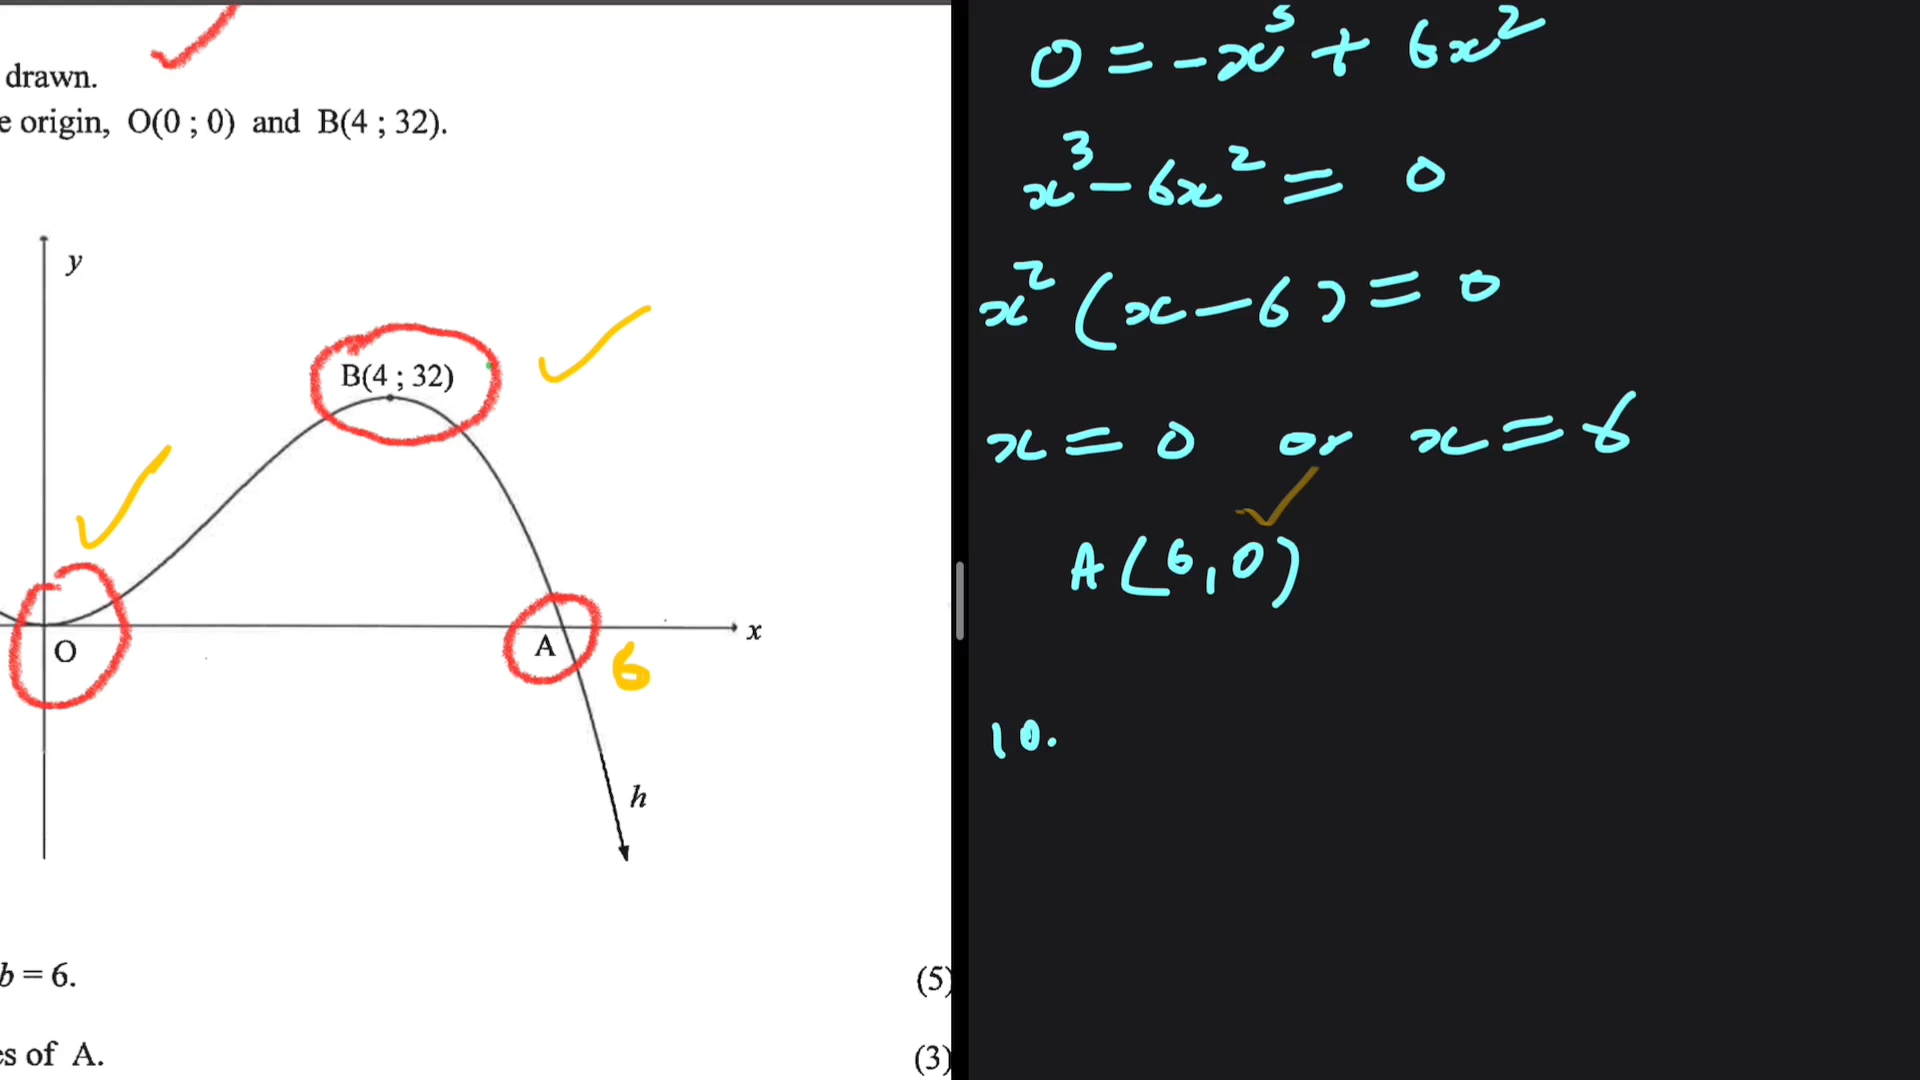 drawn.
e origin, O(0 ; 0) and B(4 ; 32).
y
B(4 ; 32)
O
A
6
x
h
b = 6.
(5)
es of A.
(3)
0 = -x³ + 6x²
x³ - 6x² = 0
x² (x - 6) = 0
x = 0 or x = 6
A (6, 0)
10.